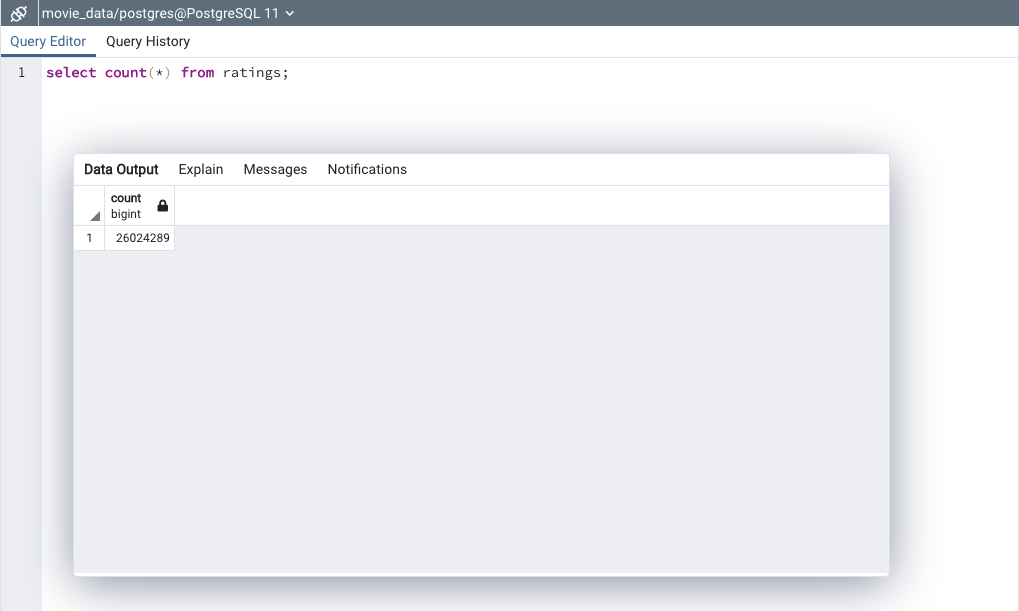 movie_data/postgres@PostgreSQL 11
Query Editor Query History
1 select count(*) from ratings;
Data Output Explain Messages Notifications
count
bigint
1 26024289